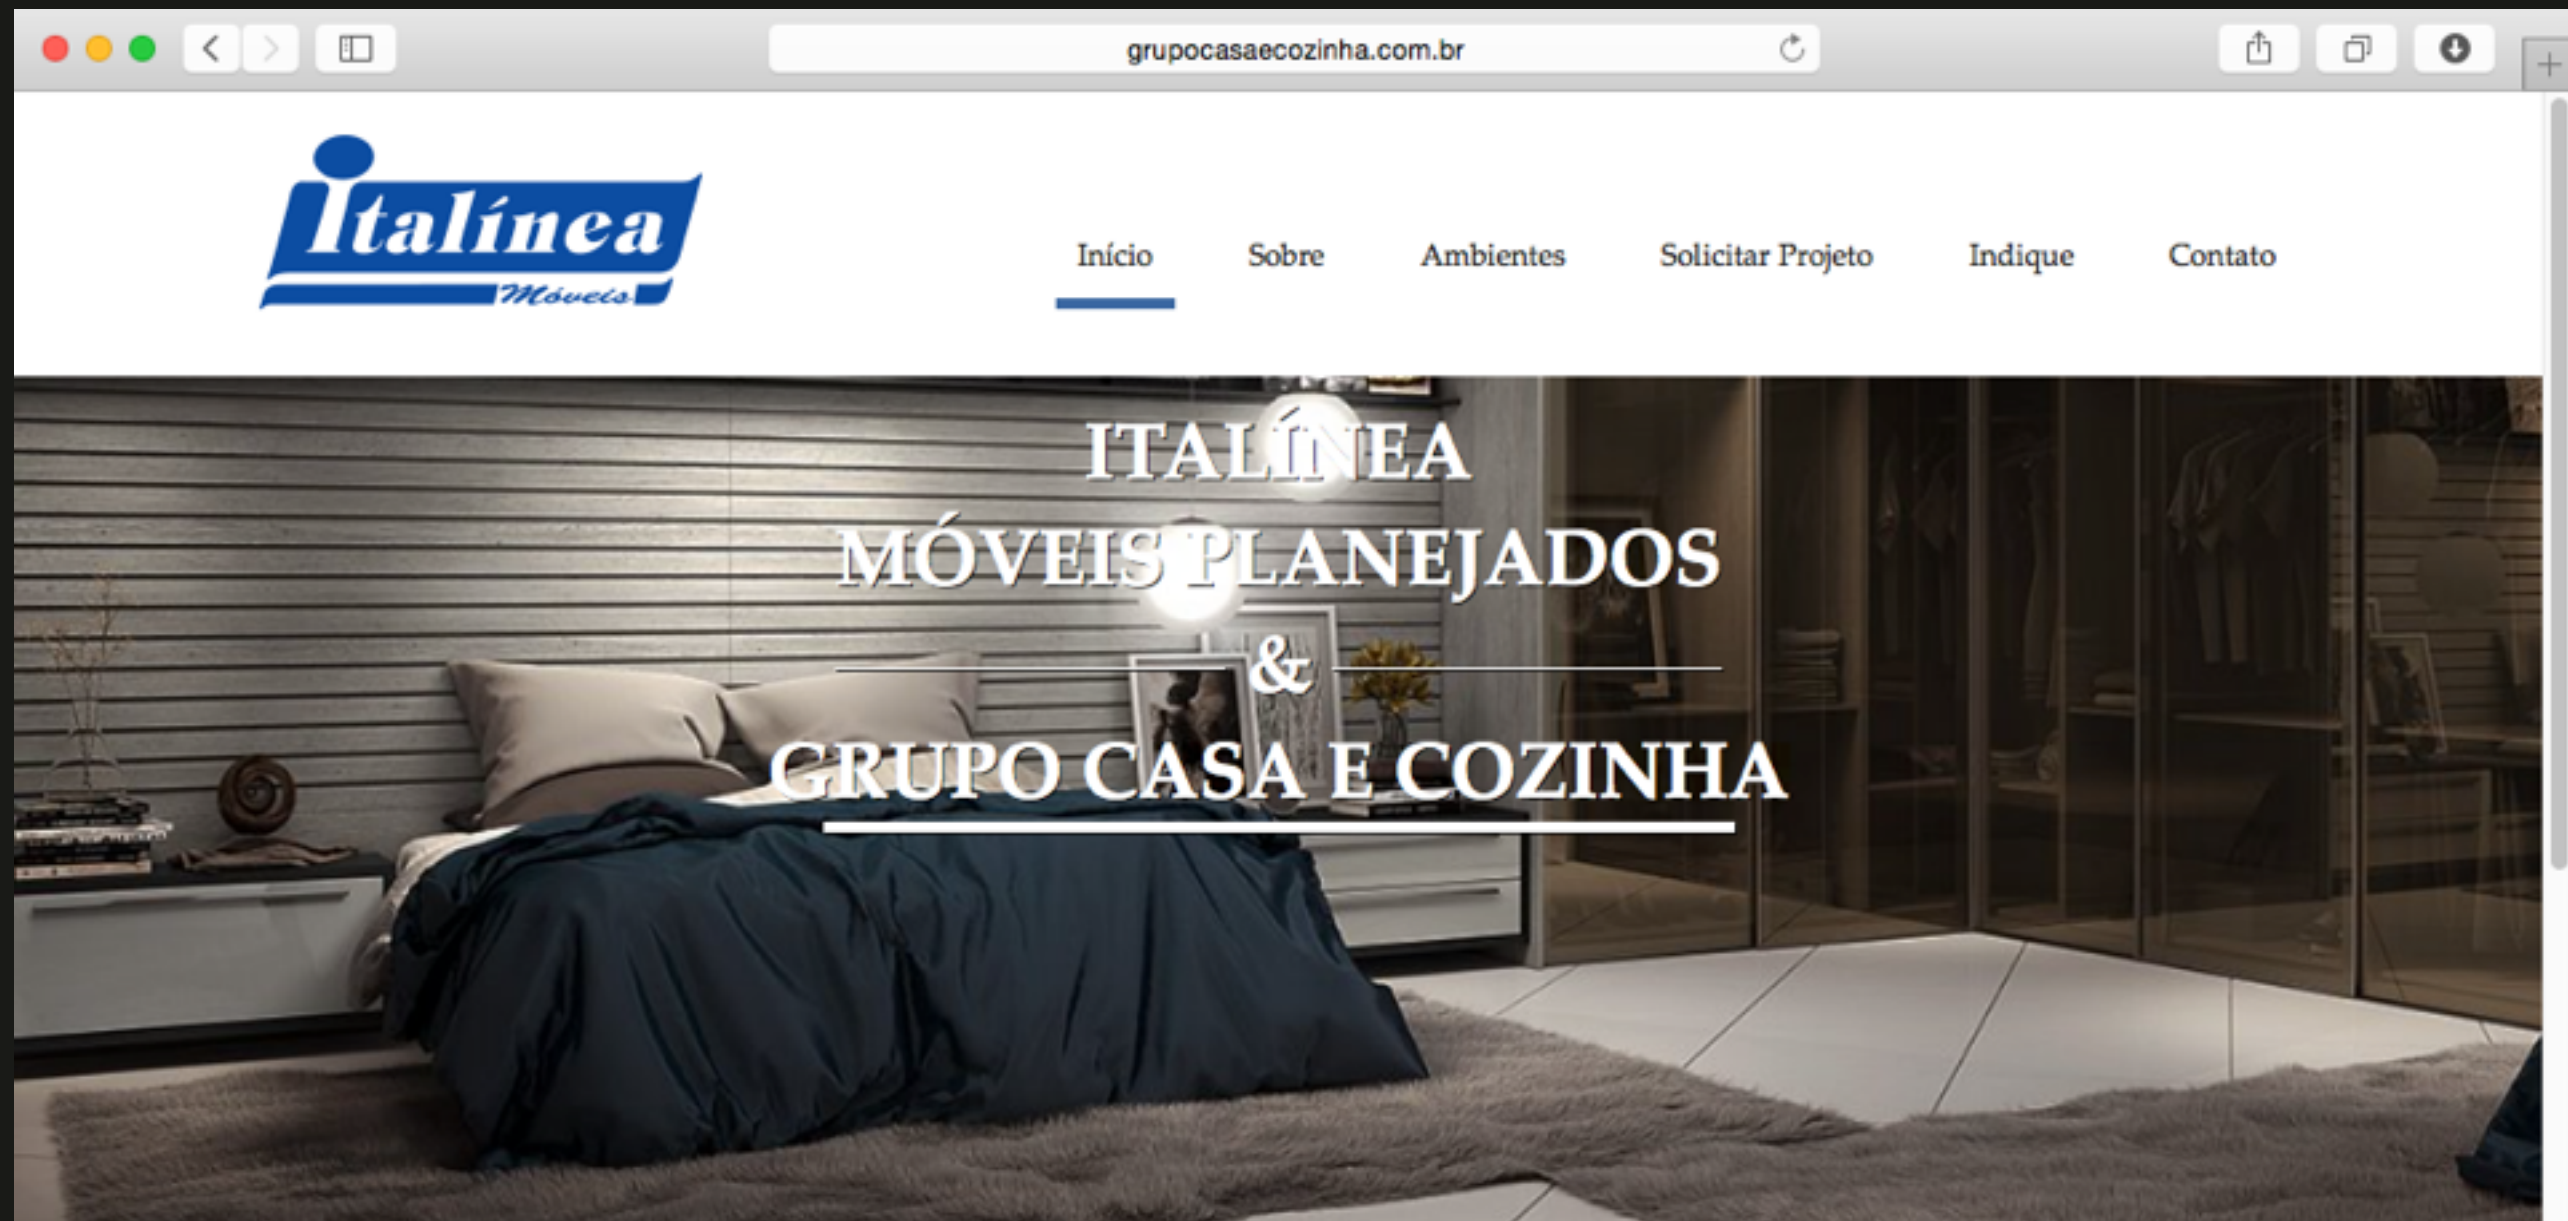 grupocasaecozinha.com.br
Italínea
Móveis
Início Sobre Ambientes Solicitar Projeto Indique Contato
ITALÍNEA
MÓVEIS PLANEJADOS
&
GRUPO CASA E COZINHA